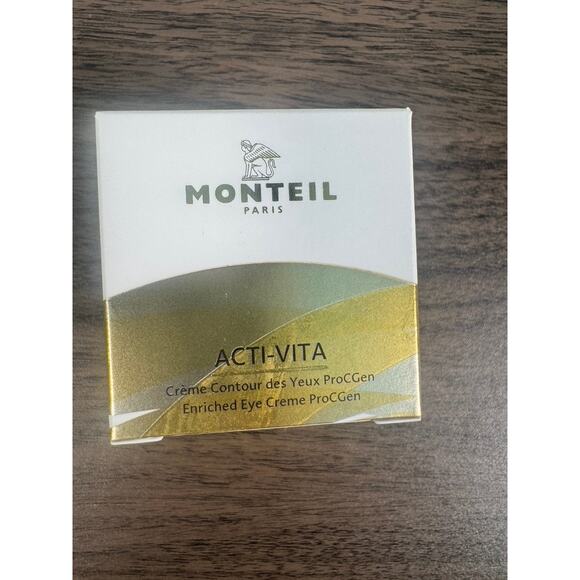 MONTEIL
PARIS
ACTI-VITA
Crème Contour des Yeux ProCGen
Enriched Eye Creme ProCGen